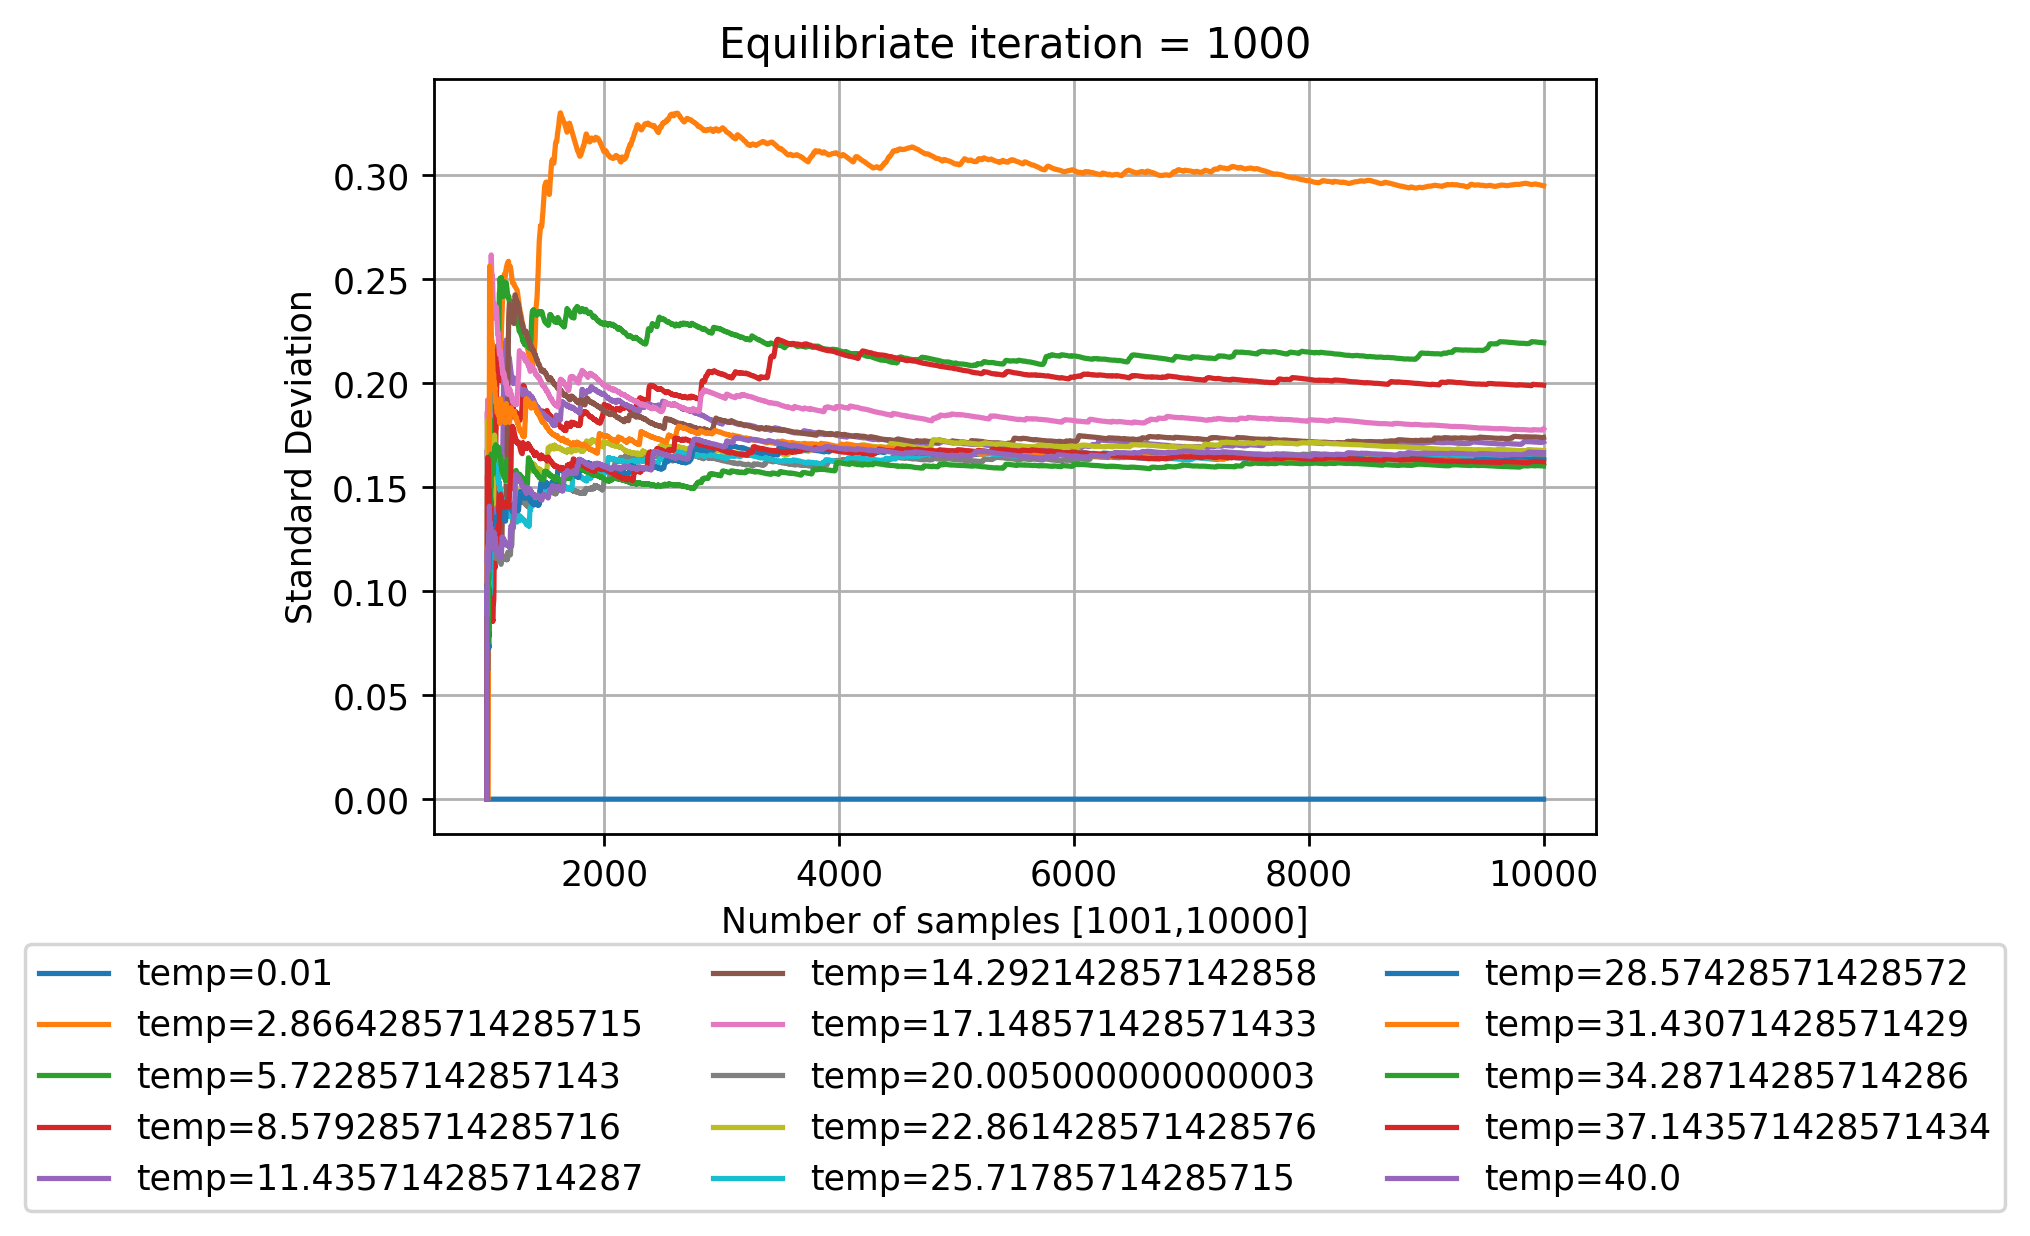 Equilibriate iteration = 1000
Standard Deviation
0.30
0.25
0.20
0.15
0.10
0.05
0.00
2000 4000 6000 8000 10000
Number of samples [1001,10000]
temp=0.01
temp=2.8664285714285715
temp=5.722857142857143
temp=8.579285714285716
temp=11.435714285714287
temp=14.292142857142858
temp=17.148571428571433
temp=20.005000000000003
temp=22.861428571428576
temp=25.71785714285715
temp=28.57428571428572
temp=31.43071428571429
temp=34.28714285714286
temp=37.143571428571434
temp=40.0